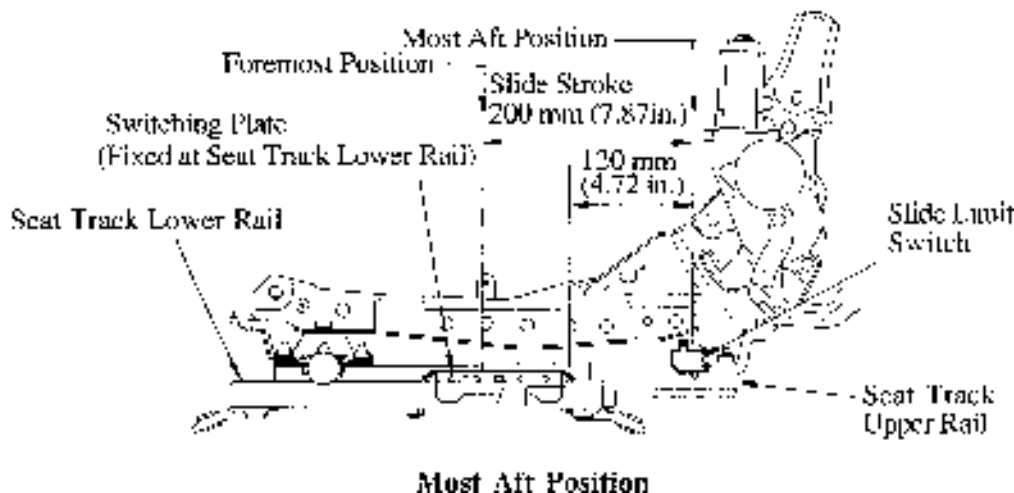 Most Aft Position
Foremost Position
Slide Stroke
200 mm (7.87in.)
Switching Plate
(Fixed at Seat Track Lower Rail)
120 mm
(4.72 in.)
Seat Track Lower Rail
Slide Limit
Switch
Seat Track
Upper Rail
Most Aft Position